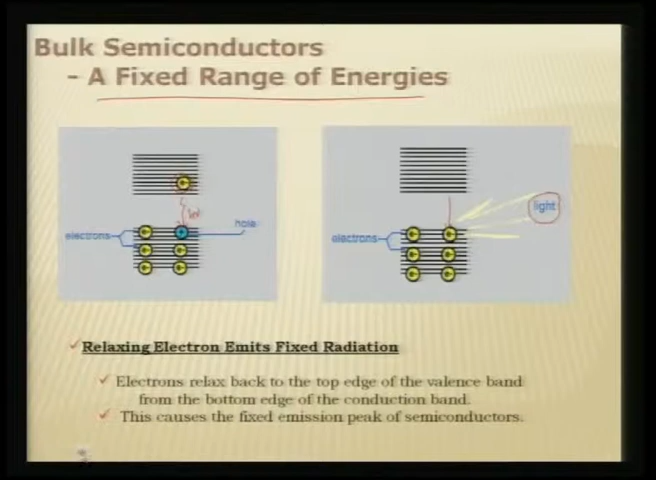 Bulk Semiconductors
- A Fixed Range of Energies
electrons
hole
electrons
light
Relaxing Electron Emits Fixed Radiation
Electrons relax back to the top edge of the valence band
from the bottom edge of the conduction band.
This causes the fixed emission peak of semiconductors.